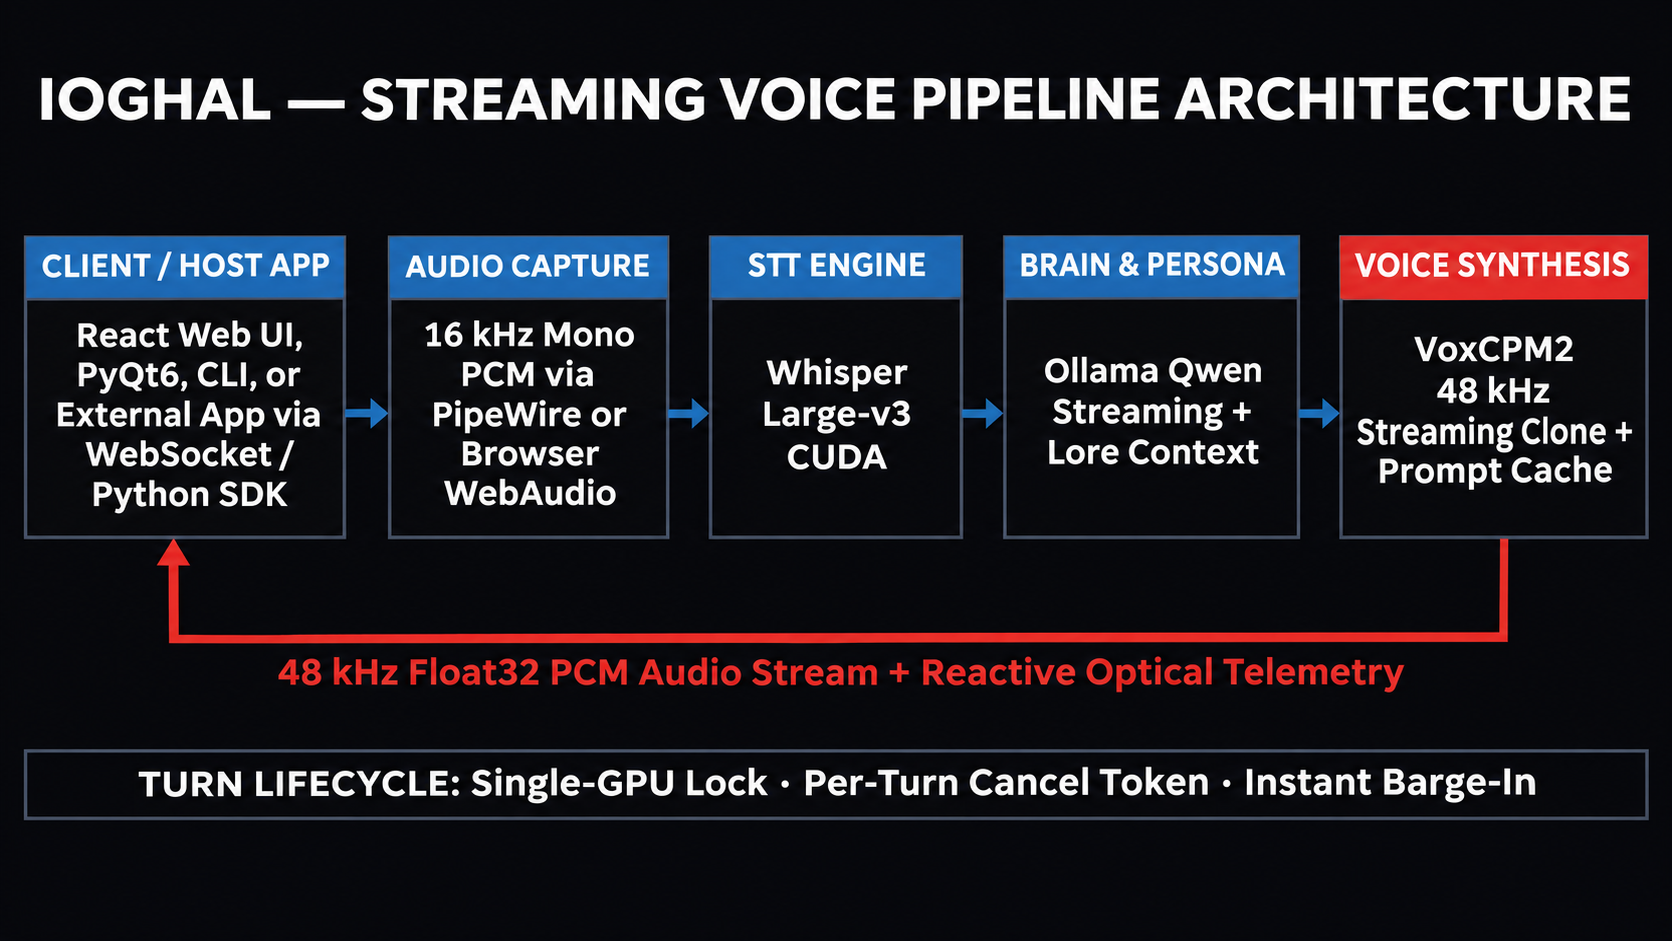 IOGHAL — STREAMING VOICE PIPELINE ARCHITECTURE
CLIENT / HOST APP
React Web UI,
PyQt6, CLI, or
External App via
WebSocket /
Python SDK
AUDIO CAPTURE
16 kHz Mono
PCM via
PipeWire or
Browser
WebAudio
STT ENGINE
Whisper
Large-v3
CUDA
BRAIN & PERSONA
Ollama Qwen
Streaming +
Lore Context
VOICE SYNTHESIS
VoxCPM2
48 kHz
Streaming Clone +
Prompt Cache
48 kHz Float32 PCM Audio Stream + Reactive Optical Telemetry
TURN LIFECYCLE: Single-GPU Lock · Per-Turn Cancel Token · Instant Barge-In